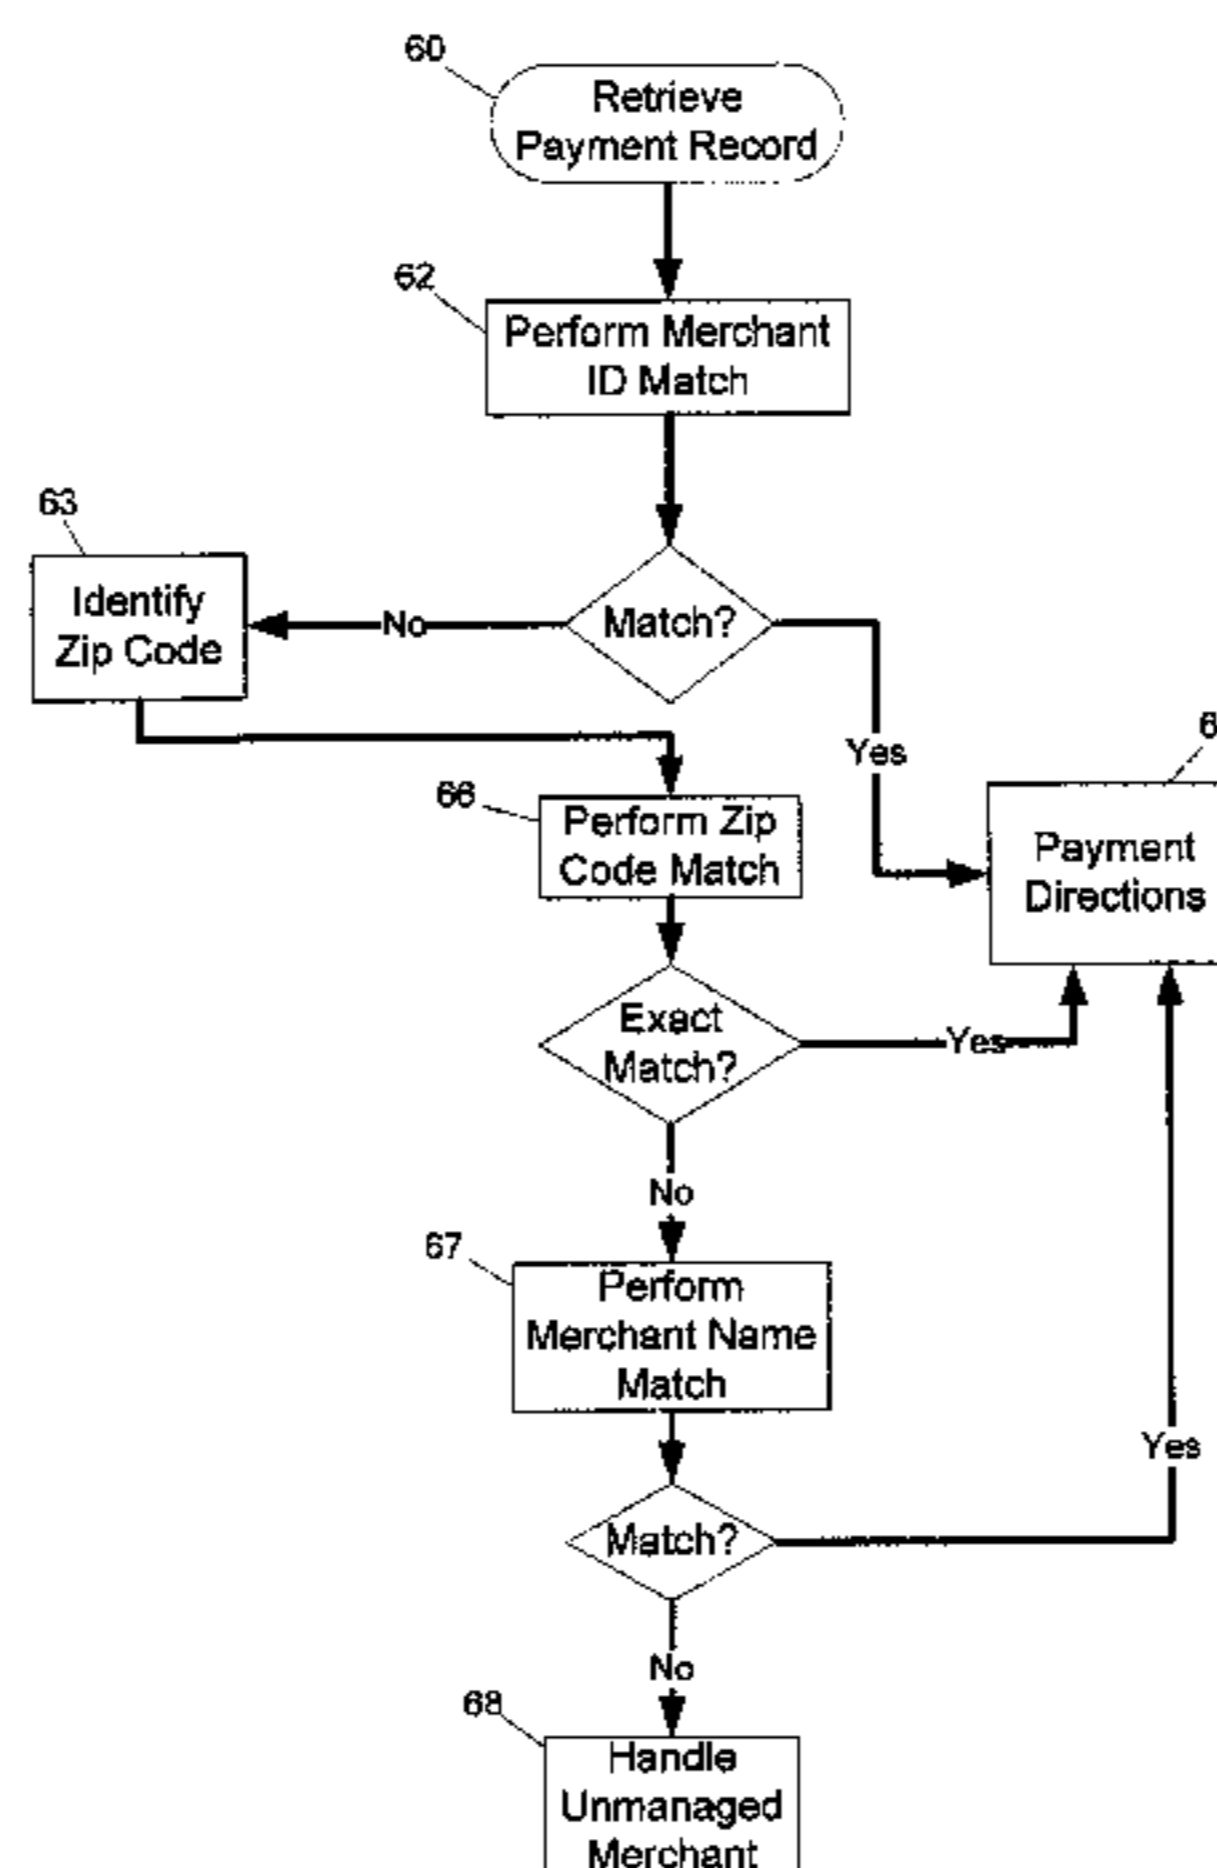 60
Retrieve
Payment Record
62
Perform Merchant
ID Match
63
Identify
Zip Code
No
Match?
Yes
6
Payment
Directions
66
Perform Zip
Code Match
Exact
Match?
Yes
No
67
Perform
Merchant Name
Match
Yes
Match?
No
68
Handle
Unmanaged
Merchant